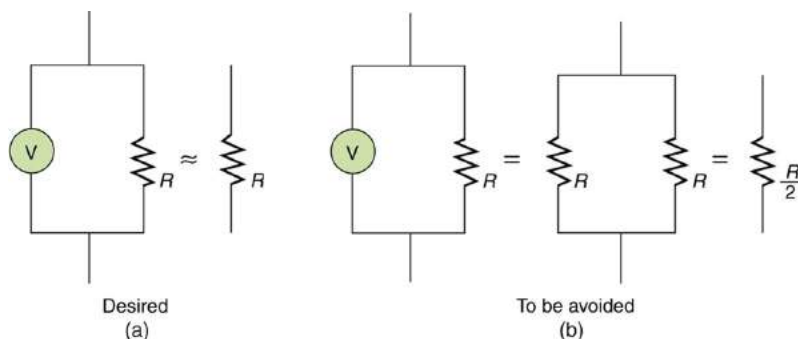 V R ≈ R
V R = R R = R/2
Desired
(a)
To be avoided
(b)